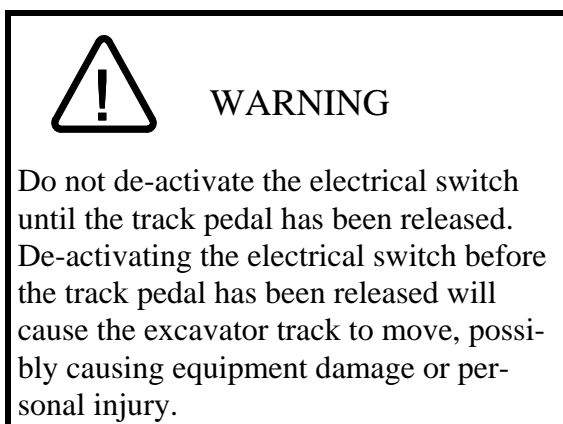 WARNING
Do not de-activate the electrical switch
until the track pedal has been released.
De-activating the electrical switch before
the track pedal has been released will
cause the excavator track to move, possi-
bly causing equipment damage or per-
sonal injury.